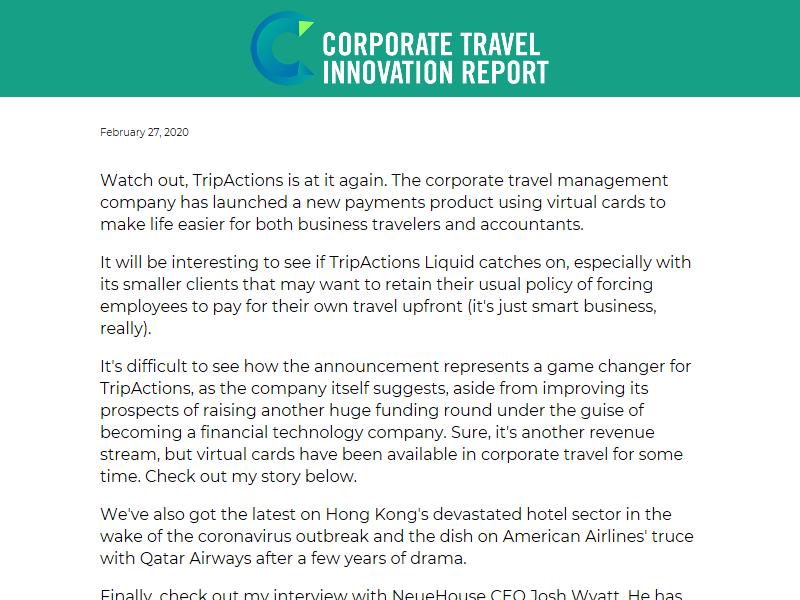 CORPORATE TRAVEL
INNOVATION REPORT
February 27, 2020
Watch out, TripActions is at it again. The corporate travel management
company has launched a new payments product using virtual cards to
make life easier for both business travelers and accountants.
It will be interesting to see if TripActions Liquid catches on, especially with
its smaller clients that may want to retain their usual policy of forcing
employees to pay for their own travel upfront (it's just smart business,
really).
It's difficult to see how the announcement represents a game changer for
TripActions, as the company itself suggests, aside from improving its
prospects of raising another huge funding round under the guise of
becoming a financial technology company. Sure, it's another revenue
stream, but virtual cards have been available in corporate travel for some
time. Check out my story below.
We've also got the latest on Hong Kong's devastated hotel sector in the
wake of the coronavirus outbreak and the dish on American Airlines' truce
with Qatar Airways after a few years of drama.
Finally, check out my interview with NeueHouse CEO Josh Wyatt. He has